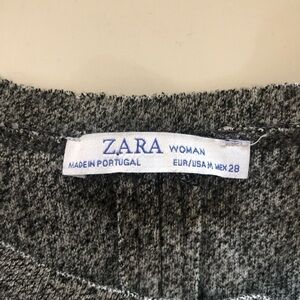 ZARA WOMAN
MADE IN PORTUGAL EUR/USA M MEX 28